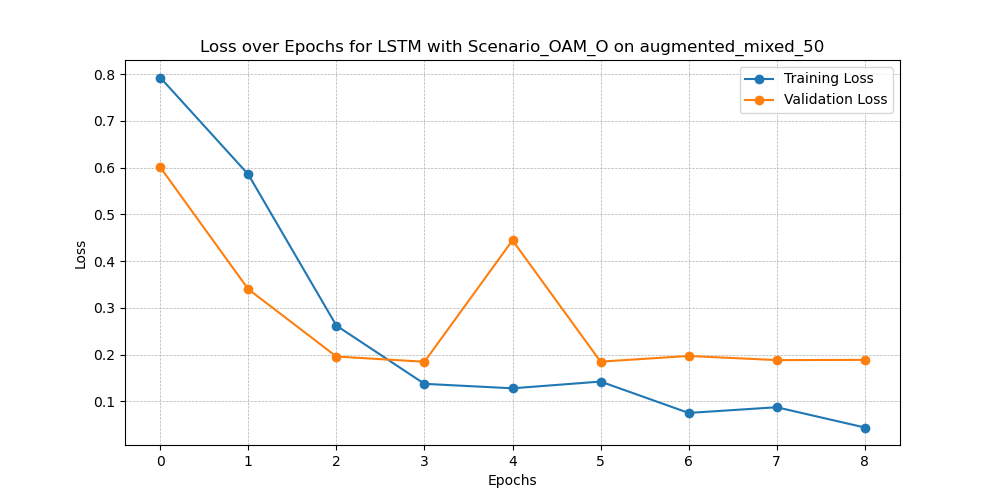 Loss over Epochs for LSTM with Scenario_OAM_O on augmented_mixed_50
Training Loss
Validation Loss
0.8
0.7
0.6
0.5
0.4
0.3
0.2
0.1
Loss
0 1 2 3 4 5 6 7 8
Epochs